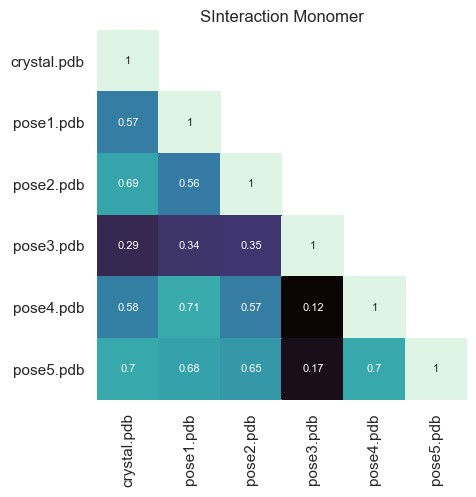 SInteraction Monomer
crystal.pdb
1
pose1.pdb
0.57 1
pose2.pdb
0.69 0.56 1
pose3.pdb
0.29 0.34 0.35 1
pose4.pdb
0.58 0.71 0.57 0.12 1
pose5.pdb
0.7 0.68 0.65 0.17 0.7 1
crystal.pdb
pose1.pdb
pose2.pdb
pose3.pdb
pose4.pdb
pose5.pdb